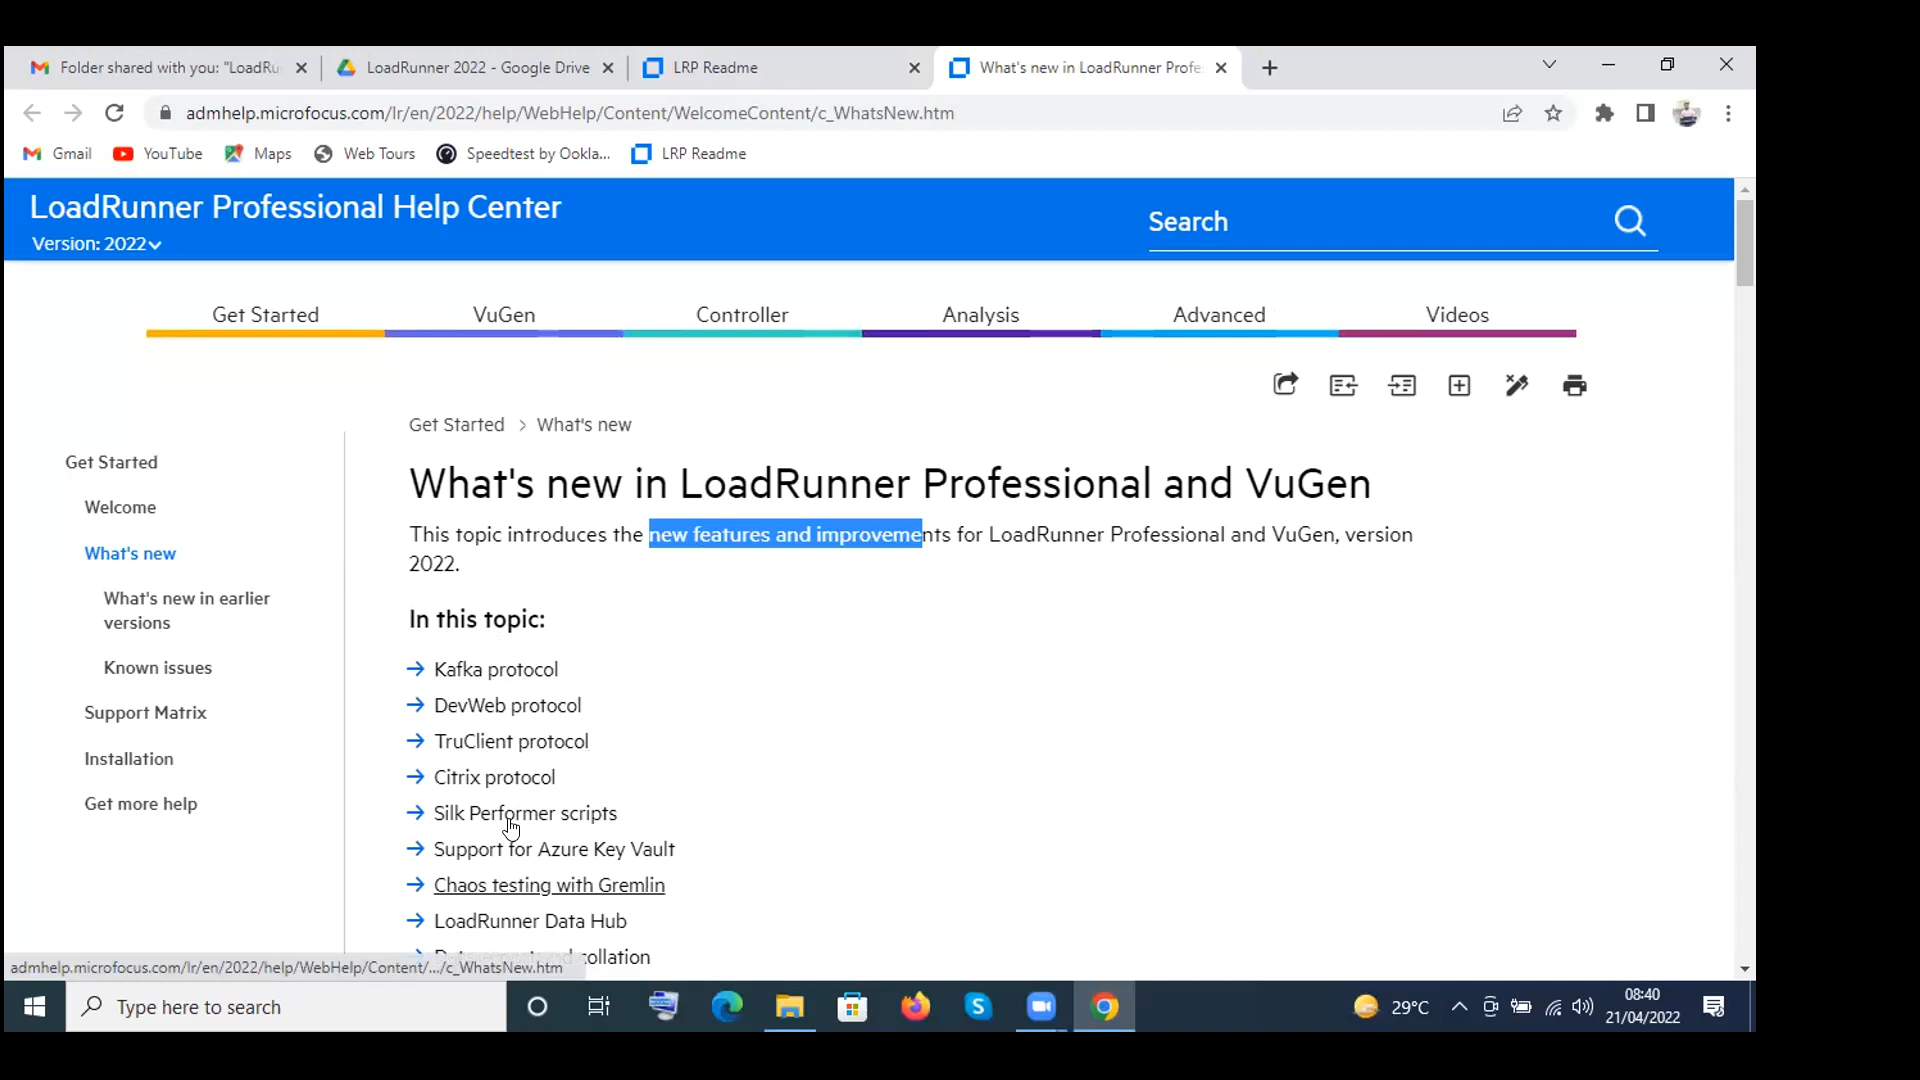 Folder shared with you: "LoadRu
LoadRunner 2022 - Google Drive
LRP Readme
What's new in LoadRunner Profe
admhelp.microfocus.com/lr/en/2022/help/WebHelp/Content/WelcomeContent/c_WhatsNew.htm
Gmail
YouTube
Maps
Web Tours
Speedtest by Ookla...
LRP Readme
LoadRunner Professional Help Center
Version: 2022
Search
Get Started
VuGen
Controller
Analysis
Advanced
Videos
Get Started > What's new
Get Started
Welcome
What's new
What's new in earlier
versions
Known issues
Support Matrix
Installation
Get more help
What's new in LoadRunner Professional and VuGen
This topic introduces the new features and improvements for LoadRunner Professional and VuGen, version
2022.
In this topic:
Kafka protocol
DevWeb protocol
TruClient protocol
Citrix protocol
Silk Performer scripts
Support for Azure Key Vault
Chaos testing with Gremlin
LoadRunner Data Hub
collation
admhelp.microfocus.com/lr/en/2022/help/WebHelp/Content/.../c_WhatsNew.htm
Type here to search
29°C
08:40
21/04/2022